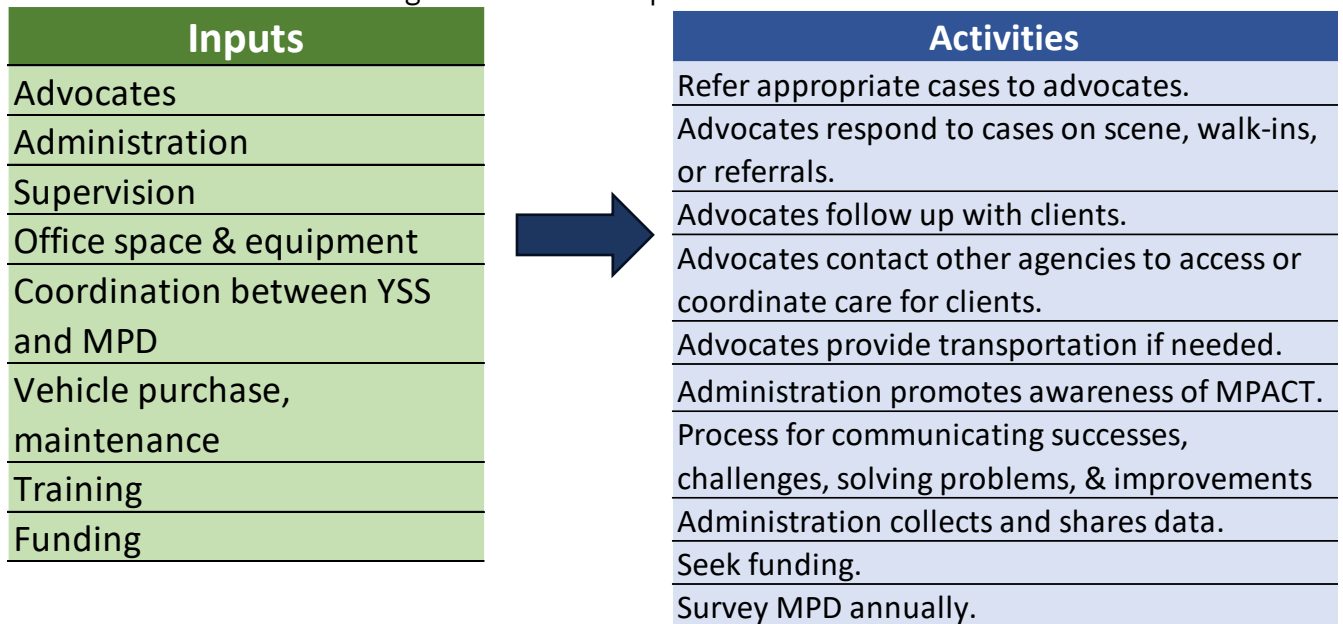 Inputs
Advocates
Administration
Supervision
Office space & equipment
Coordination between YSS
and MPD
Vehicle purchase,
maintenance
Training
Funding
Activities
Refer appropriate cases to advocates.
Advocates respond to cases on scene, walk-ins,
or referrals.
Advocates follow up with clients.
Advocates contact other agencies to access or
coordinate care for clients.
Advocates provide transportation if needed.
Administration promotes awareness of MPACT.
Process for communicating successes,
challenges, solving problems, & improvements
Administration collects and shares data.
Seek funding.
Survey MPD annually.